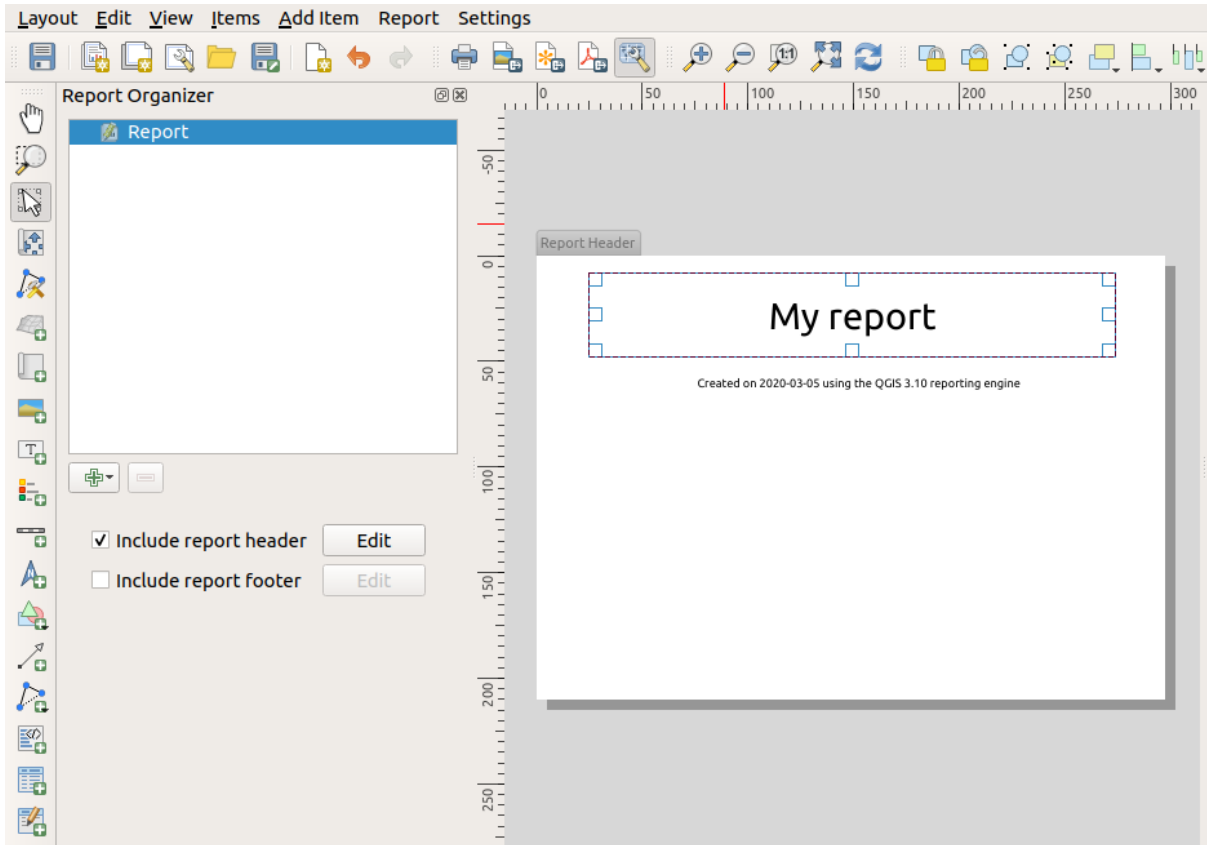 Layout Edit View Items Add Item Report Settings
1:1
Report Organizer
0 50 100 150 200 250 300
Report
-50
Report Header
0
My report
T
50
Created on 2020-03-05 using the QGIS 3.10 reporting engine
100
Include report header Edit
Include report footer Edit
150
200
250